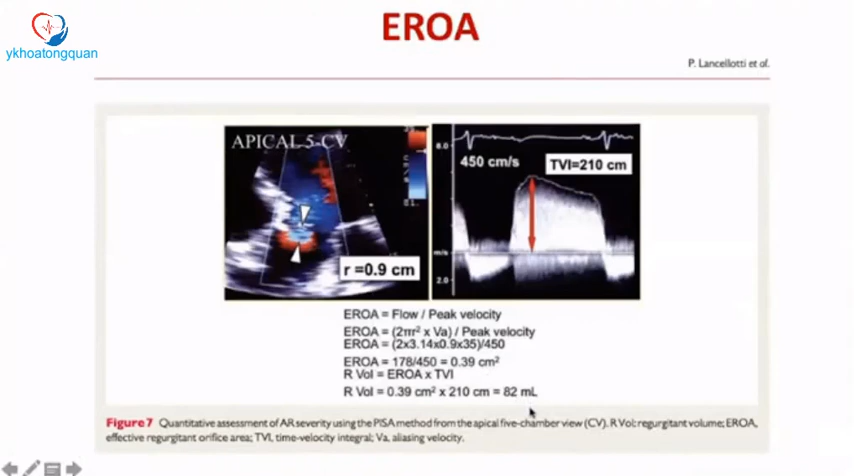 EROA
ykhoatongquan
P. Lancellotti et al.
APICAL 5-CV
r =0.9 cm
450 cm/s
TVI=210 cm
m/s
2.0
EROA = Flow / Peak velocity
EROA = (2πr² x Va) / Peak velocity
EROA = (2x3.14x0.9x35)/450
EROA = 178/450 = 0.39 cm²
R Vol = EROA x TVI
R Vol = 0.39 cm² x 210 cm = 82 mL
Figure 7 Quantitative assessment of AR severity using the PISA method from the apical five-chamber view (CV). R Vol: regurgitant volume; EROA,
effective regurgitant orifice area; TVI, time-velocity integral; Va, aliasing velocity.